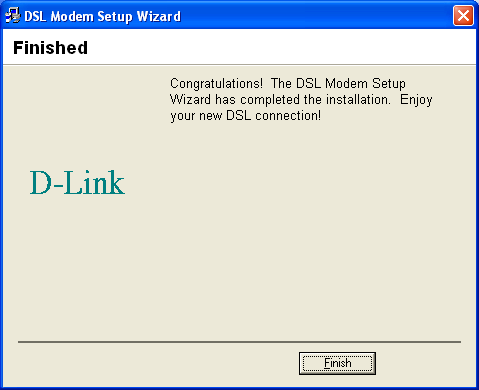 DSL Modem Setup Wizard
Finished
Congratulations!  The DSL Modem Setup
Wizard has completed the installation.  Enjoy
your new DSL connection!
D-Link
Finish